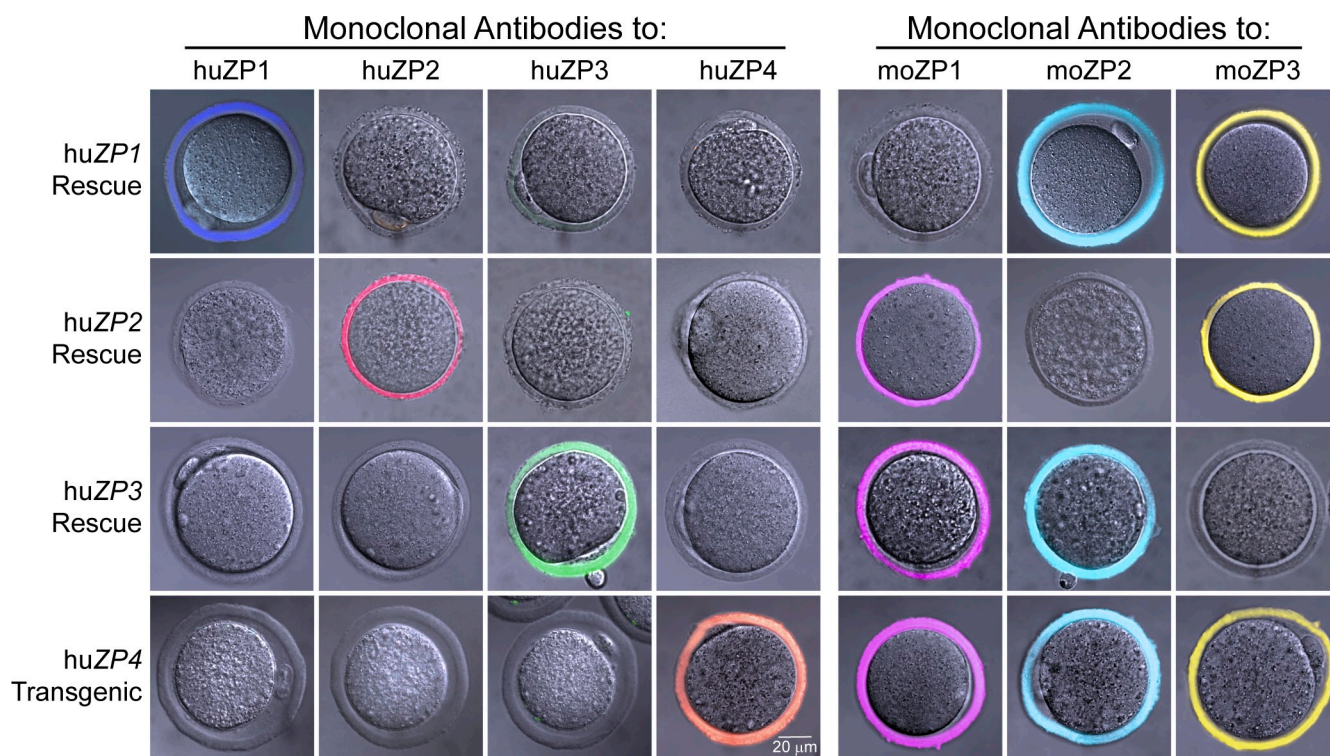 Monoclonal Antibodies to: Monoclonal Antibodies to:
huZP1 huZP2 huZP3 huZP4 moZP1 moZP2 moZP3
huZP1
Rescue
huZP2
Rescue
huZP3
Rescue
huZP4
Transgenic
20 μm